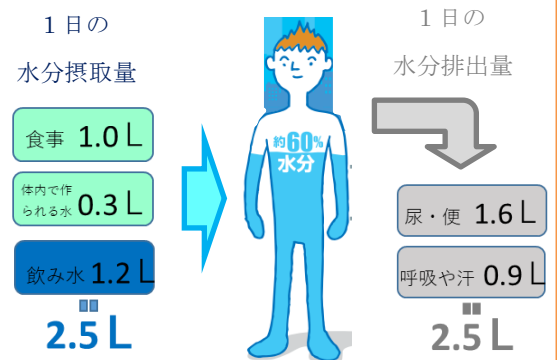 １日の
水分摂取量
食事 1.0L
体内で作
られる水 0.3L
飲み水 1.2L
2.5L
約60%
水分
１日の
水分排出量
尿・便 1.6L
呼吸や汗 0.9L
2.5L